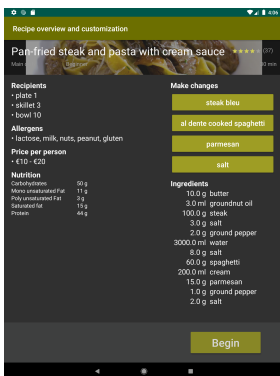 4:06
Recipe overview and customization
Pan-fried steak and pasta with cream sauce
(37)
Main
Beginner
90 min
Recipients
• plate 1
• skillet 3
• bowl 10
Allergens
• lactose, milk, nuts, peanut, gluten
Price per person
• €10 - €20
Nutrition
Carbohydrates 50 g
Mono unsaturated Fat 11 g
Poly unsaturated Fat 3 g
Saturated fat 15 g
Protein 44 g
Make changes
steak bleu
al dente cooked spaghetti
parmesan
salt
Ingredients
10.0 g butter
3.0 ml groundnut oil
100.0 g steak
3.0 g salt
2.0 g ground pepper
3000.0 ml water
8.0 g salt
60.0 g spaghetti
200.0 ml cream
15.0 g parmesan
1.0 g ground pepper
2.0 g salt
Begin